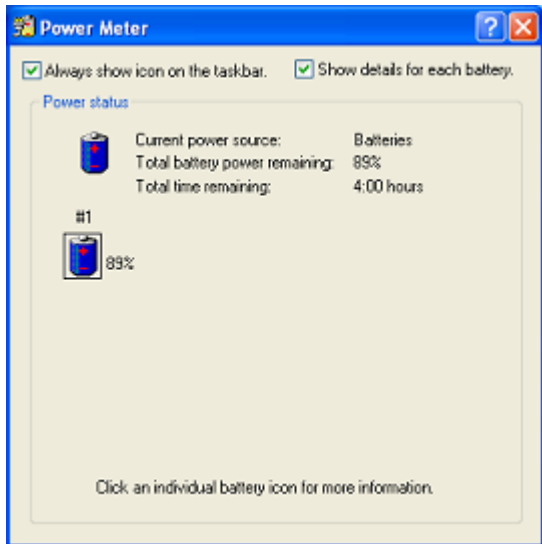 Power Meter
Always show icon on the taskbar. Show details for each battery.
Power status
Current power source: Batteries
Total battery power remaining: 89%
Total time remaining: 4:00 hours
#1
89%
Click an individual battery icon for more information.